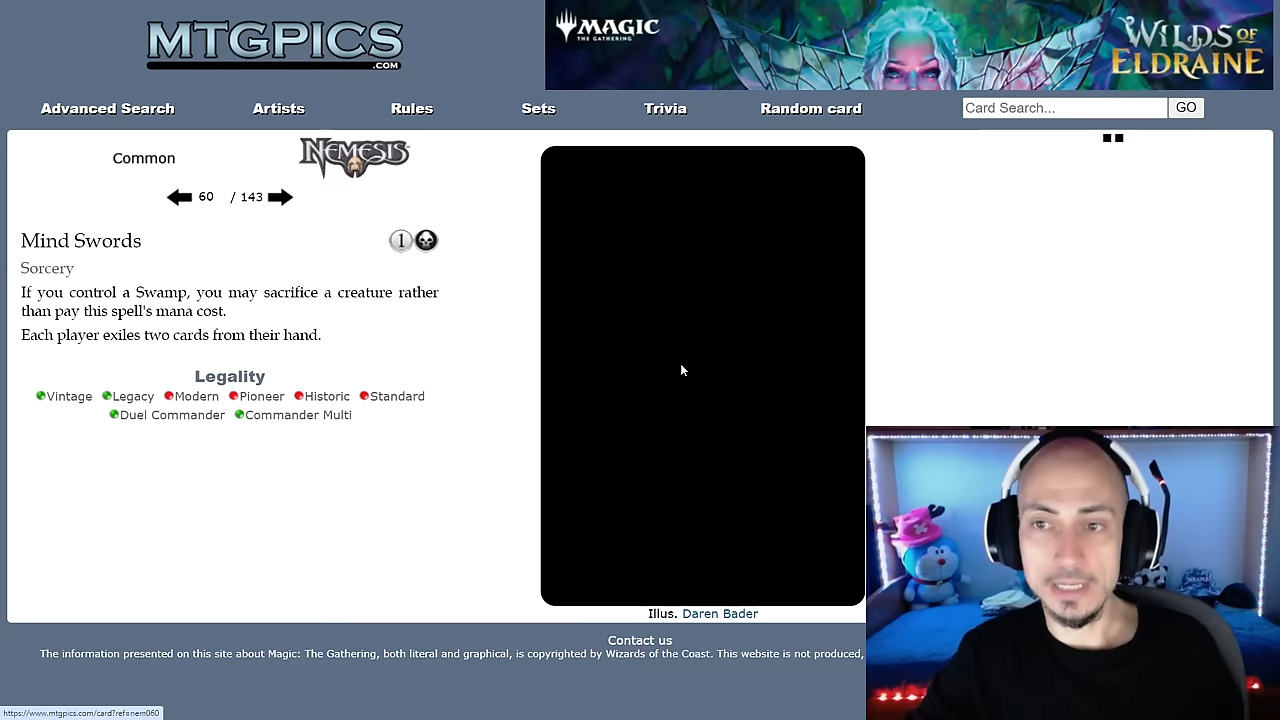 MTGPICS
.COM
MAGIC
THE GATHERING
WILDS OF
ELDRAINE
Advanced Search
Artists
Rules
Sets
Trivia
Random card
Card Search...
GO
Common
NEMESIS
60 / 143
Mind Swords
1
Sorcery
If you control a Swamp, you may sacrifice a creature rather
than pay this spell's mana cost.
Each player exiles two cards from their hand.
Legality
Vintage Legacy Modern Pioneer Historic Standard
Duel Commander Commander Multi
Illus. Daren Bader
Contact us
The information presented on this site about Magic: The Gathering, both literal and graphical, is copyrighted by Wizards of the Coast. This website is not produced,
https://www.mtgpics.com/card?ref=nem060